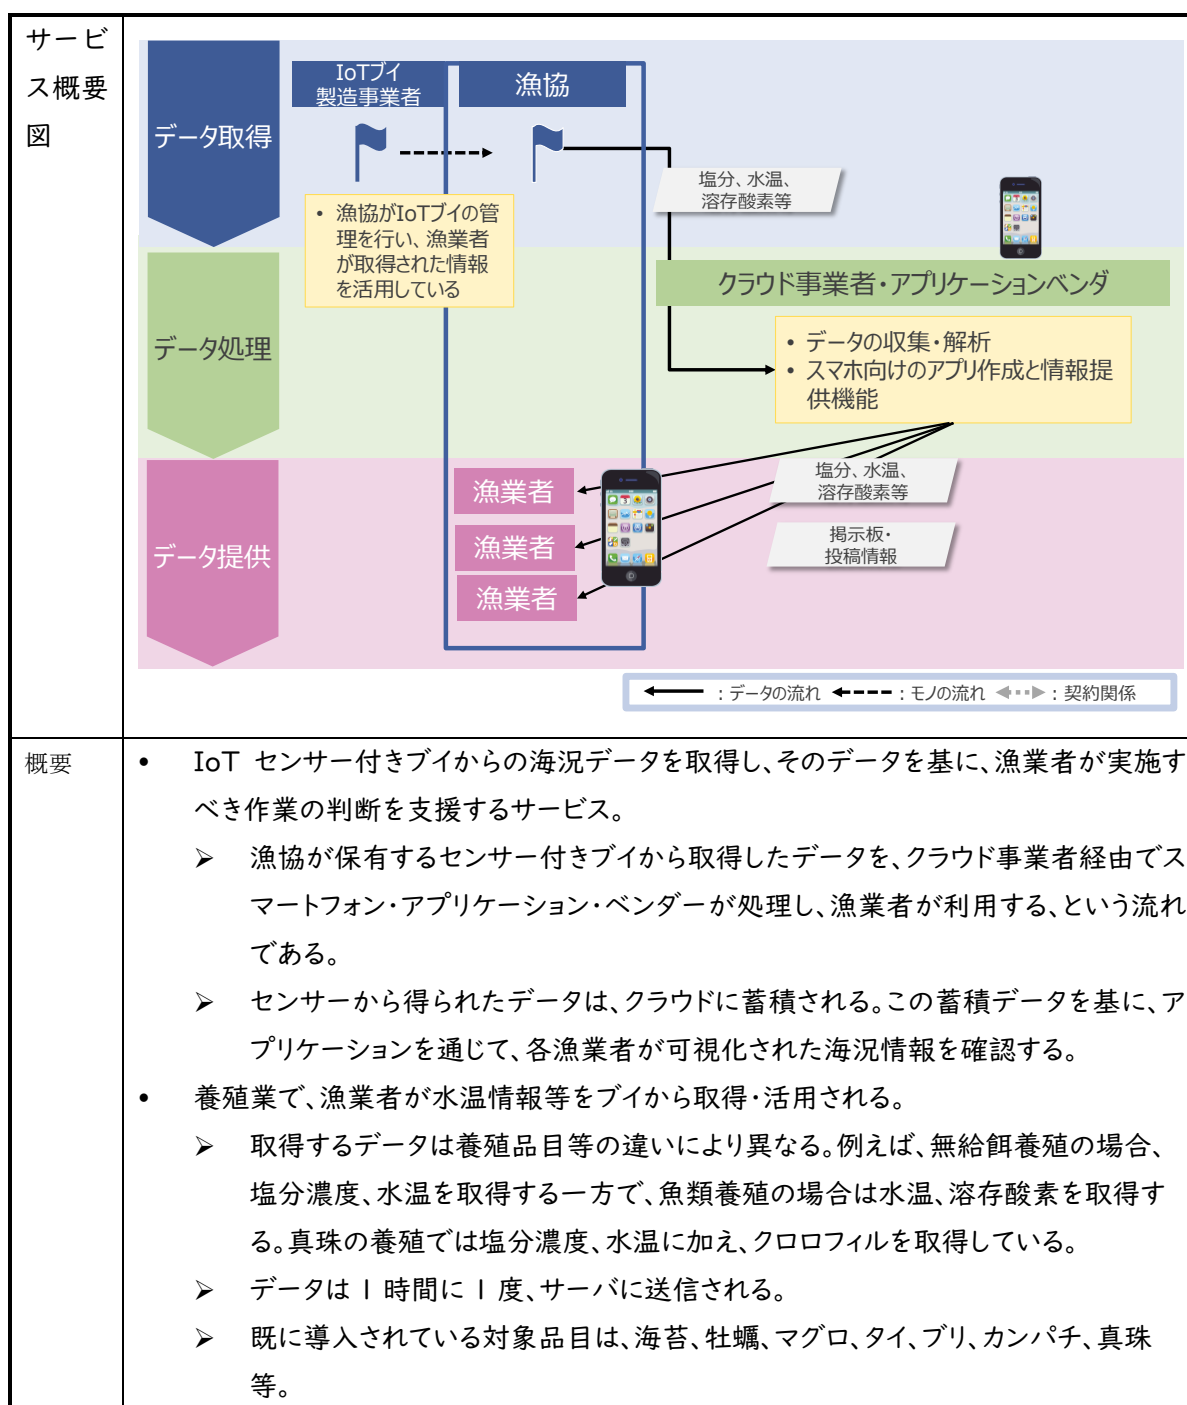 サービ
ス概要
図
データ取得
IoTブイ
製造事業者
漁協
塩分、水温、
溶存酸素等
• 漁協がIoTブイの管
理を行い、漁業者
が取得された情報
を活用している
クラウド事業者・アプリケーションベンダ
データ処理
• データの収集・解析
• スマホ向けのアプリ作成と情報提
供機能
データ提供
漁業者
漁業者
漁業者
塩分、水温、
溶存酸素等
掲示板・
投稿情報
：データの流れ ：モノの流れ ：契約関係
概要
• IoT センサー付きブイからの海況データを取得し、そのデータを基に、漁業者が実施す
べき作業の判断を支援するサービス。
➢ 漁協が保有するセンサー付きブイから取得したデータを、クラウド事業者経由でス
マートフォン・アプリケーション・ベンダーが処理し、漁業者が利用する、という流れ
である。
➢ センサーから得られたデータは、クラウドに蓄積される。この蓄積データを基に、ア
プリケーションを通じて、各漁業者が可視化された海況情報を確認する。
• 養殖業で、漁業者が水温情報等をブイから取得・活用される。
➢ 取得するデータは養殖品目等の違いにより異なる。例えば、無給餌養殖の場合、
塩分濃度、水温を取得する一方で、魚類養殖の場合は水温、溶存酸素を取得す
る。真珠の養殖では塩分濃度、水温に加え、クロロフィルを取得している。
➢ データは 1 時間に 1 度、サーバに送信される。
➢ 既に導入されている対象品目は、海苔、牡蠣、マグロ、タイ、ブリ、カンパチ、真珠
等。